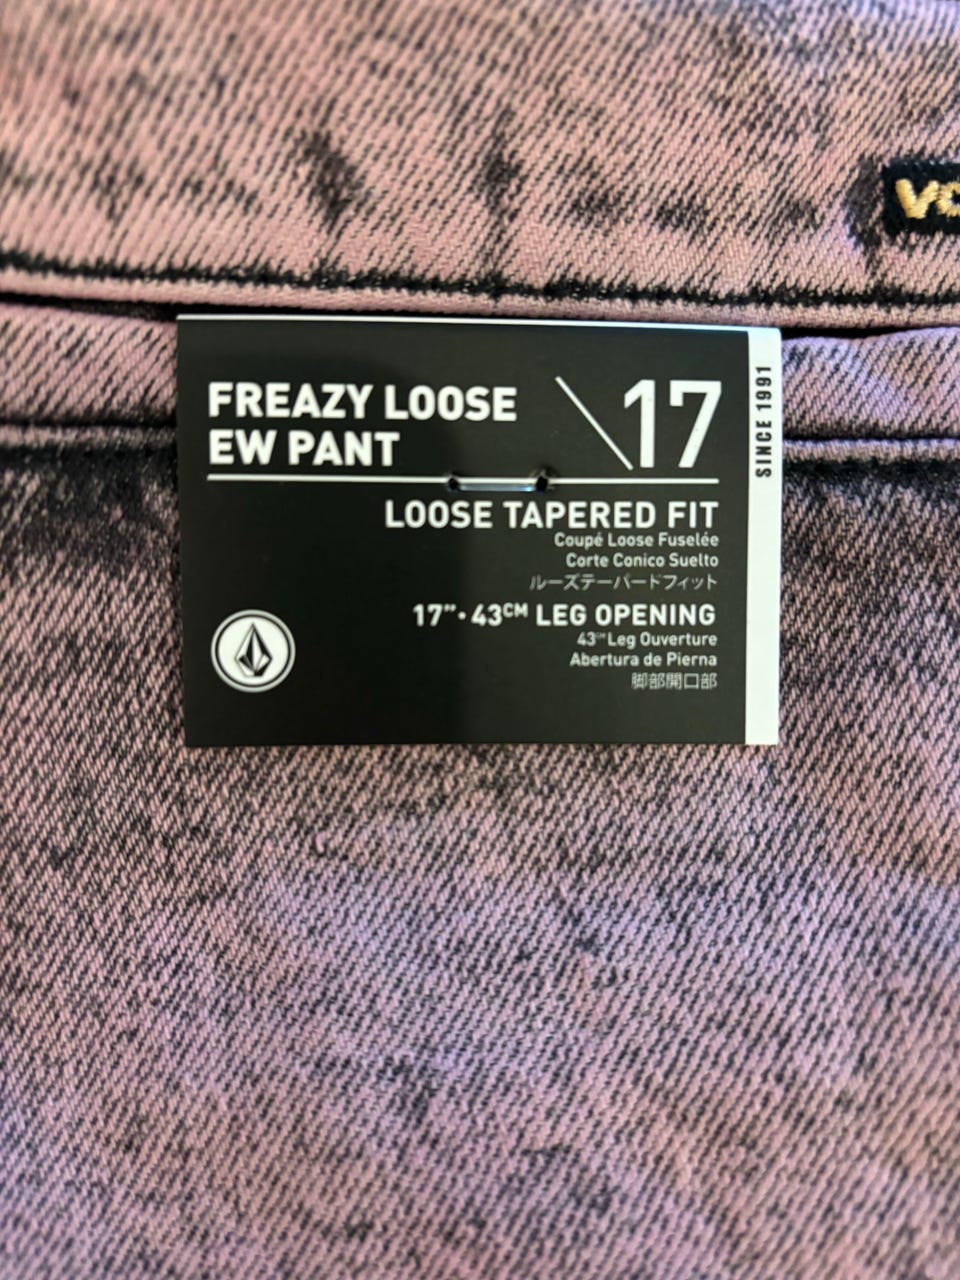 VO
FREAZY LOOSE
EW PANT
\17
SINCE 1991
LOOSE TAPERED FIT
Coupé Loose Fuselée
Corte Conico Suelto
ルーズテーパードフィット
17”·43CM LEG OPENING
43CM Leg Ouverture
Abertura de Pierna
脚部開口部